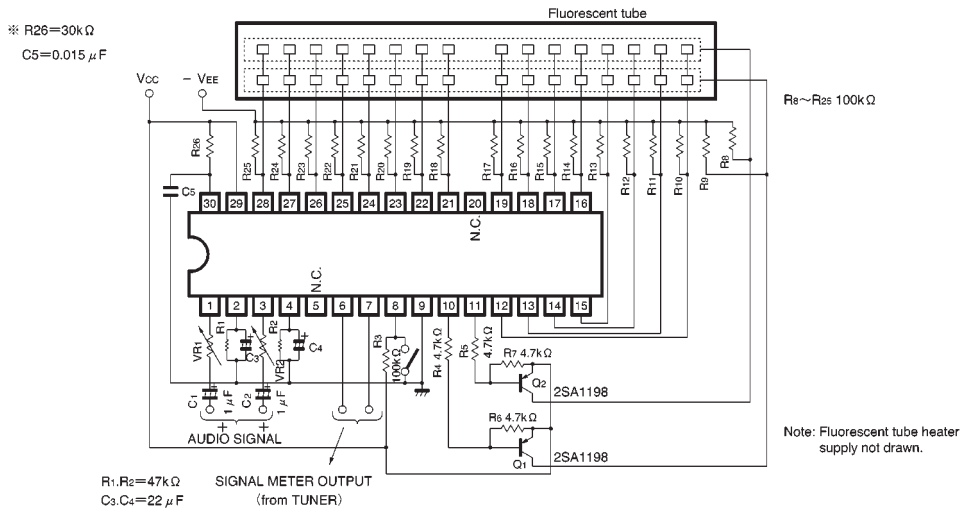 Fluorescent tube
※ R26=30kΩ
C5=0.015 μF
VCC
− VEE
R8～R25 100kΩ
R26
R25
R24
R23
R22
R21
R20
R19
R18
R17
R16
R15
R14
R13
R12
R11
R10
R9
R8
C5
30 29 28 27 26 25 24 23 22 21 20 19 18 17 16
N.C.
N.C.
1 2 3 4 5 6 7 8 9 10 11 12 13 14 15
VR1
R1
C3
R2
VR2
C4
R3
100kΩ
R4 4.7kΩ
R5
4.7kΩ
R7 4.7kΩ
Q2
2SA1198
R6 4.7kΩ
Q1
2SA1198
C1
1 μF
C2
1 μF
+ +
AUDIO SIGNAL
SIGNAL METER OUTPUT
(from TUNER)
R1.R2=47kΩ
C3.C4=22 μF
Note: Fluorescent tube heater
supply not drawn.